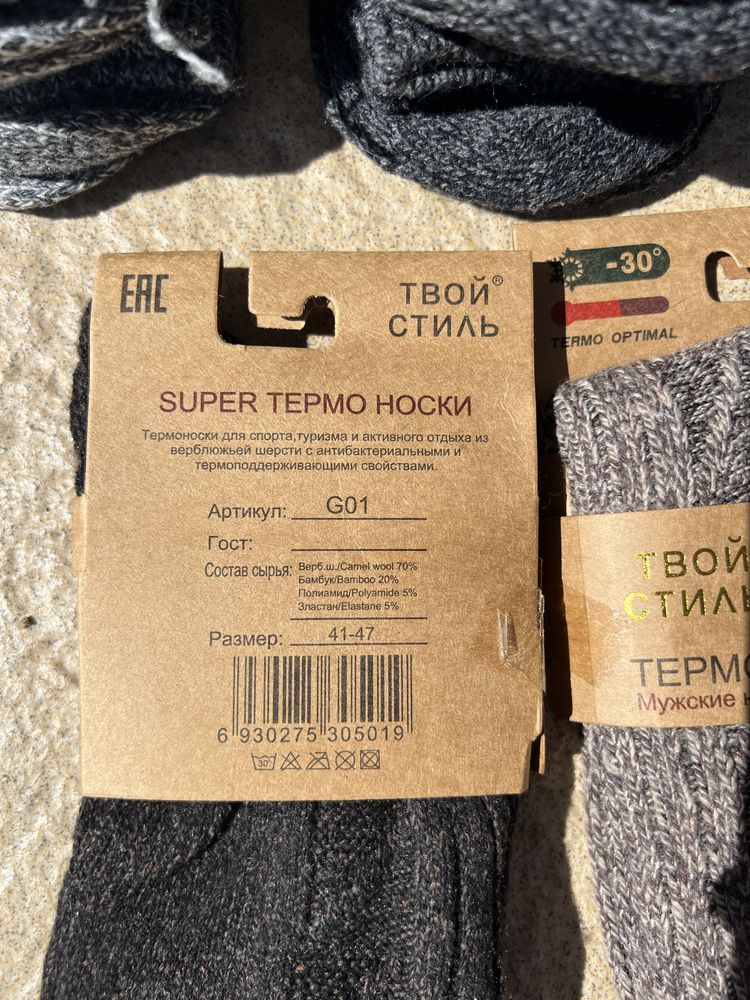 EAC
ТВОЙ®
СТИЛЬ
SUPER ТЕРМО НОСКИ
Термоноски для спорта,туризма и активного отдыха из
верблюжьей шерсти с антибактериальными и
термоподдерживающими свойствами.
Артикул: G01
Гост:
Состав сырья: Верб.ш./Camel wool 70%
Бамбук/Bamboo 20%
Полиамид/Polyamide 5%
Эластан/Elastane 5%
Размер: 41-47
6 930275 305019
30°
-30°
TERMO OPTIMAL
ТВОЙ
СТИЛЬ
ТЕРМО
Мужские